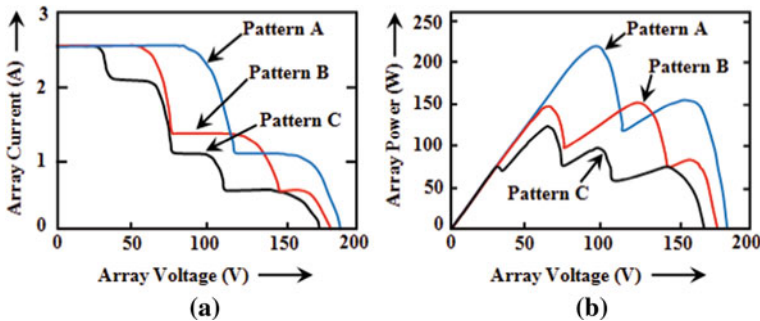 3
2
1
0
Array Current (A)
Pattern A
Pattern B
Pattern C
0
50
100
150
200
Array Voltage (V)
(a)
250
200
150
100
50
0
Array Power (W)
Pattern A
Pattern B
Pattern C
0
50
100
150
200
Array Voltage (V)
(b)